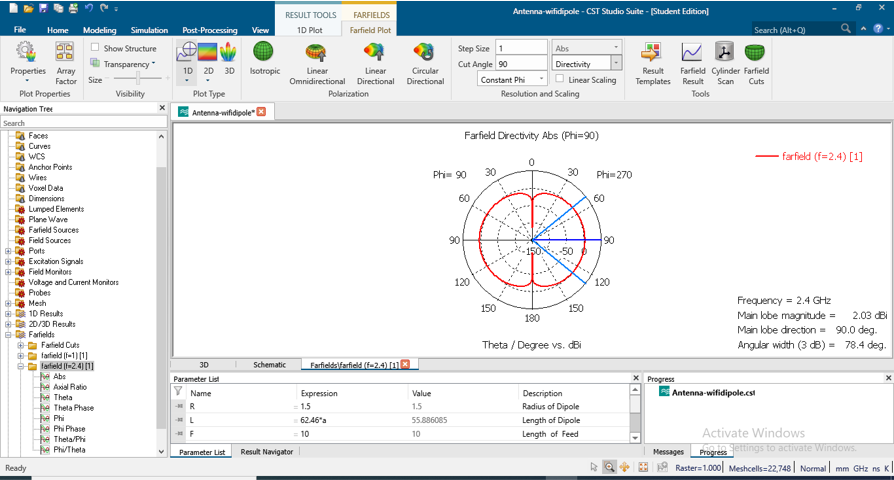 Antenna-wifidipole - CST Studio Suite - [Student Edition]
RESULT TOOLS
FARFIELDS
File
Home
Modeling
Simulation
Post-Processing
View
1D Plot
Farfield Plot
Search (Alt+Q)
Properties
Array Factor
Show Structure
Transparency
Size
1D
2D
3D
Isotropic
Linear Omnidirectional
Linear Directional
Circular Directional
Step Size 1
Cut Angle 90
Constant Phi
Abs
Directivity
Linear Scaling
Result Templates
Farfield Result
Cylinder Scan
Farfield Cuts
Plot Properties
Visibility
Plot Type
Polarization
Resolution and Scaling
Tools
Navigation Tree
Search
Faces
Curves
WCS
Anchor Points
Wires
Voxel Data
Dimensions
Lumped Elements
Plane Wave
Farfield Sources
Field Sources
Ports
Excitation Signals
Field Monitors
Voltage and Current Monitors
Probes
Mesh
1D Results
2D/3D Results
Farfields
Farfield Cuts
farfield (f=1) [1]
farfield (f=2.4) [1]
Abs
Axial Ratio
Theta
Theta Phase
Phi
Phi Phase
Theta/Phi
Phi/Theta
Antenna-wifidipole*
Farfield Directivity Abs (Phi=90)
farfield (f=2.4) [1]
0
30
30
Phi= 90
Phi=270
60
60
90
-150
-50
0
90
120
120
150
150
180
Theta / Degree vs. dBi
Frequency = 2.4 GHz
Main lobe magnitude = 2.03 dBi
Main lobe direction = 90.0 deg.
Angular width (3 dB) = 78.4 deg.
3D
Schematic
Farfields\farfield (f=2.4) [1]
Parameter List
Name Expression Value Description
R = 1.5 1.5 Radius of Dipole
L = 62.46*a 55.886085 Length of Dipole
F = 10 10 Length of Feed
Parameter List
Result Navigator
Progress
Antenna-wifidipole.cst
Activate Windows
Go to Settings to activate Windows.
Messages
Progress
Ready
Raster=1.000
Meshcells=22,748
Normal
mm GHz ns K